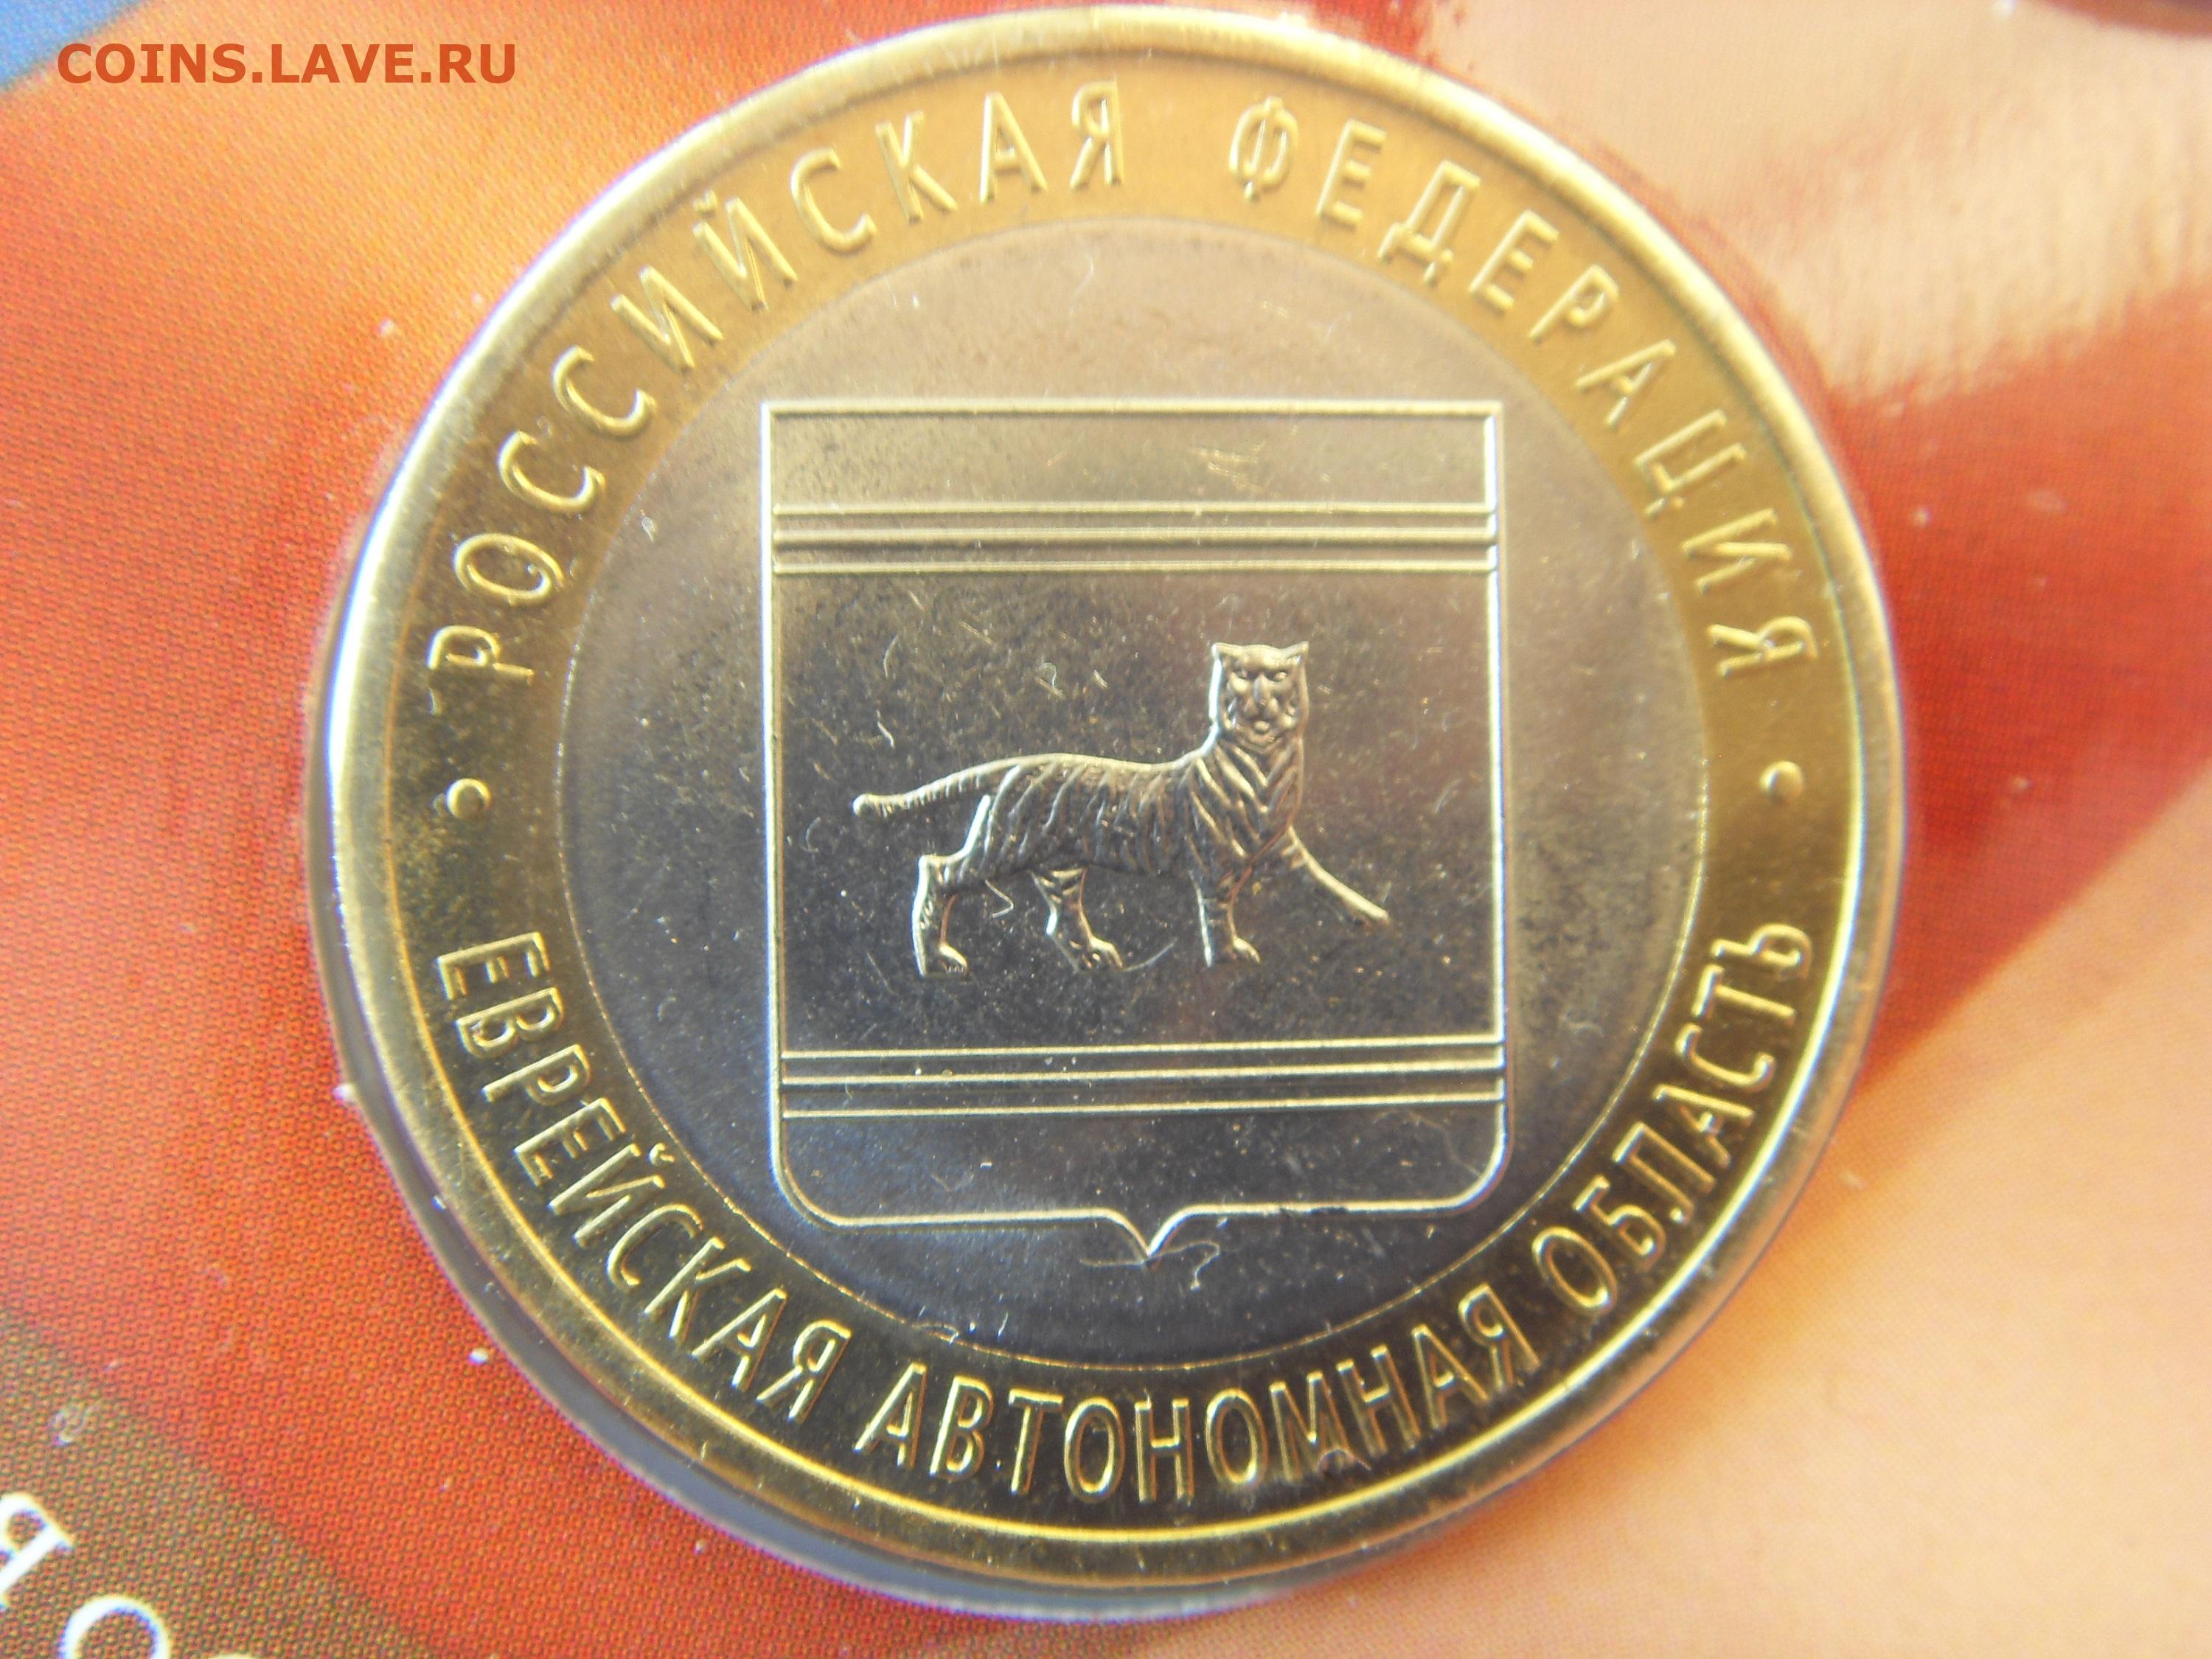 COINS.LAVE.RU
РОССИЙСКАЯ ФЕДЕРАЦИЯ
ЕВРЕЙСКАЯ АВТОНОМНАЯ ОБЛАСТЬ